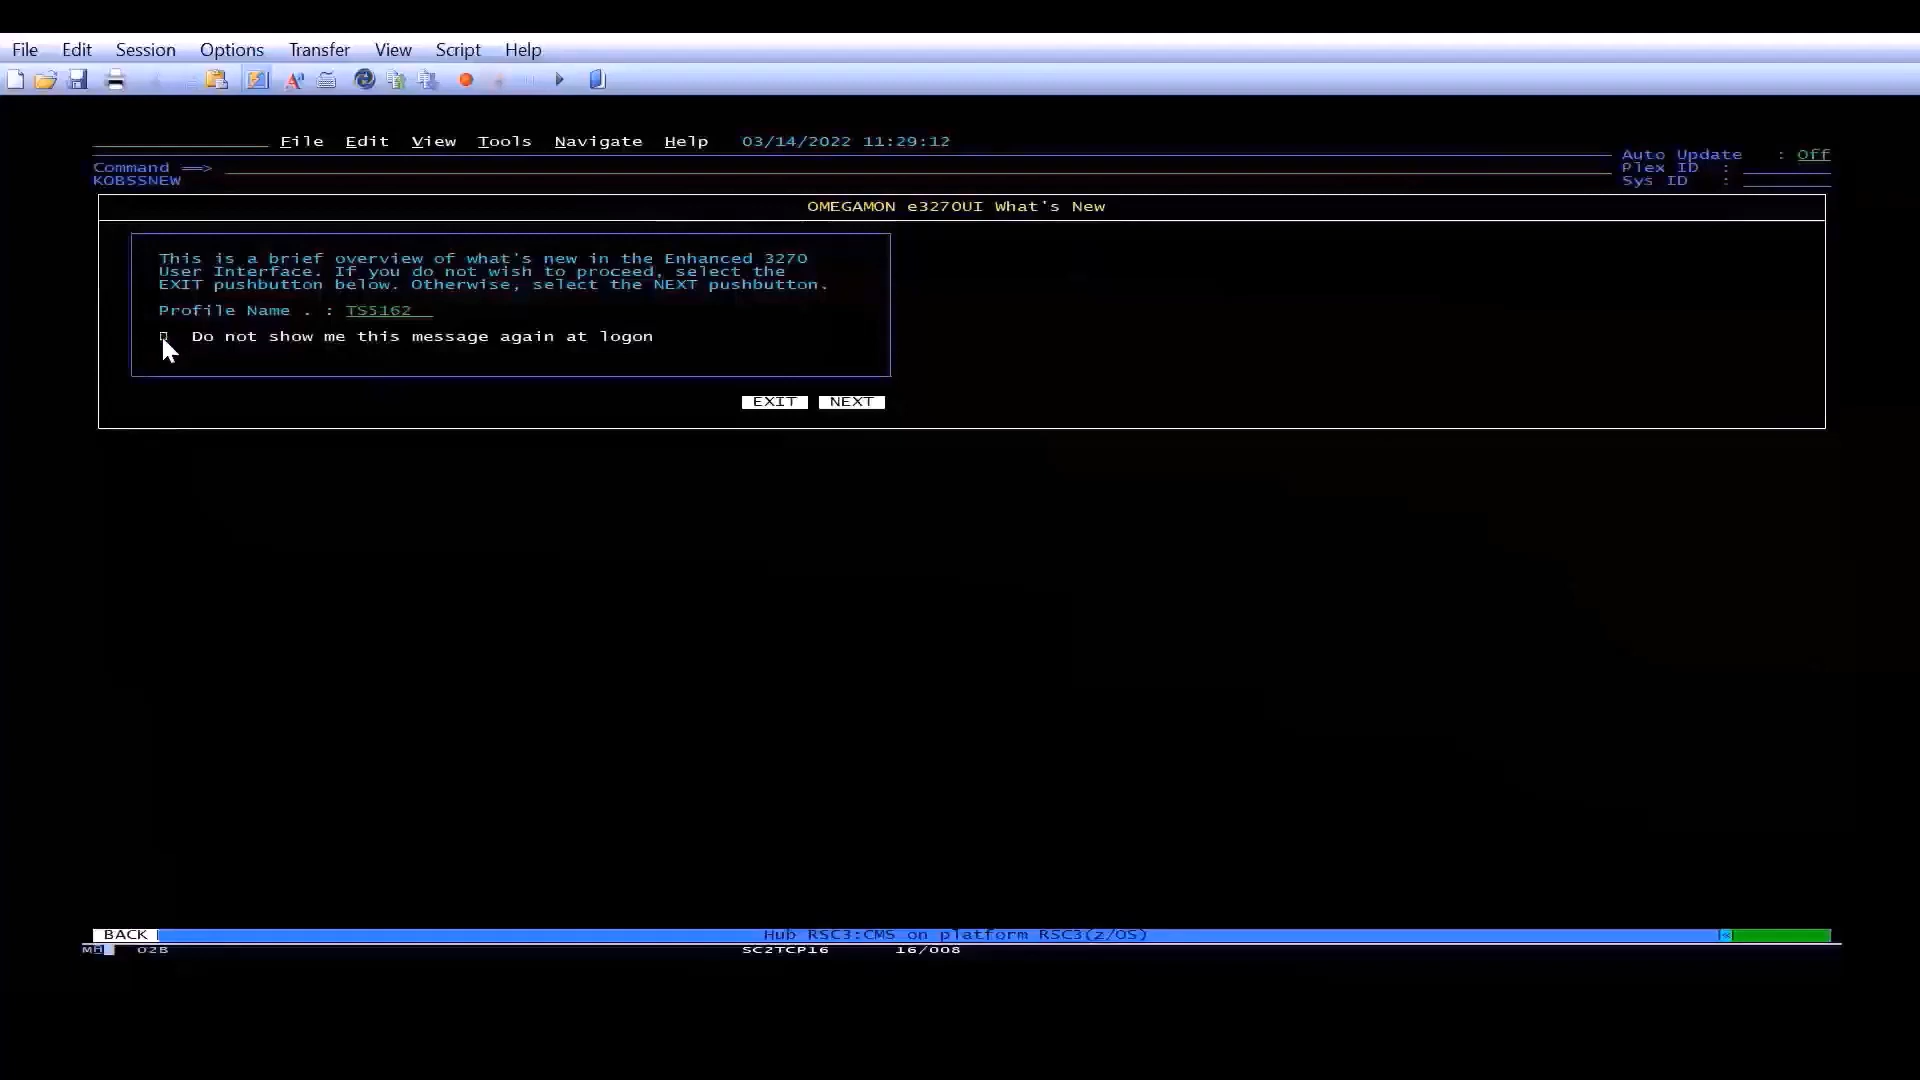 File Edit Session Options Transfer View Script Help
File Edit View Tools Navigate Help 03/14/2022 11:29:12
Auto Update : Off
Command ==>
Plex ID :
KOBSSNEW
Sys ID :
OMEGAMON e3270UI What's New
This is a brief overview of what's new in the Enhanced 3270
User Interface. If you do not wish to proceed, select the
EXIT pushbutton below. Otherwise, select the NEXT pushbutton.
Profile Name . : TS5162
Do not show me this message again at logon
EXIT NEXT
BACK Hub RSC3:CMS on platform RSC3(z/OS)
02B SC2TCP16 16/008